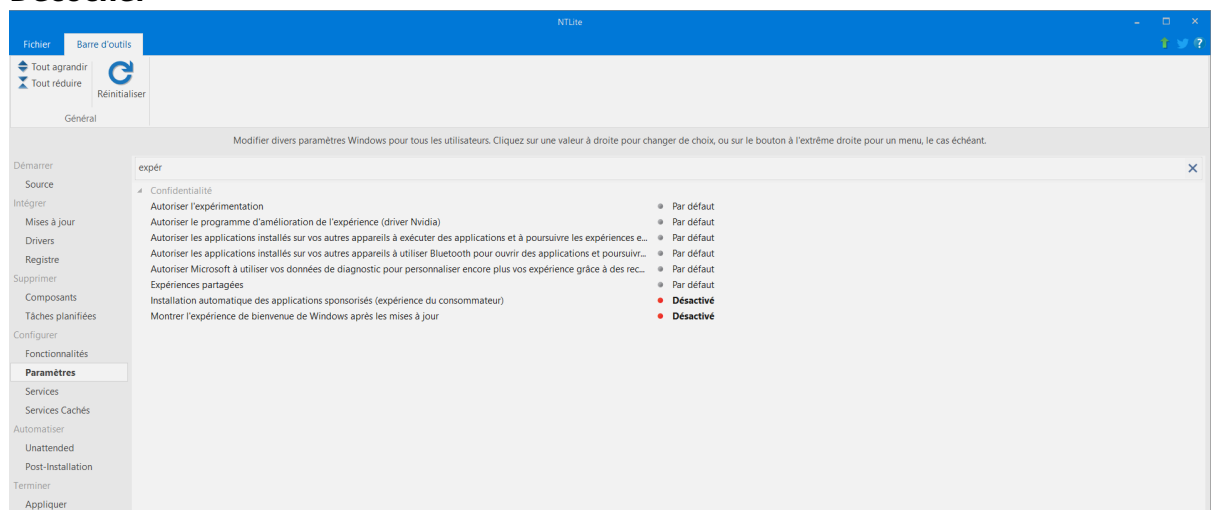 NTLite
Fichier Barre d'outils
Tout agrandir
Tout réduire
Réinitialiser
Général
Modifier divers paramètres Windows pour tous les utilisateurs. Cliquez sur une valeur à droite pour changer de choix, ou sur le bouton à l'extrême droite pour un menu, le cas échéant.
Démarrer
Source
Intégrer
Mises à jour
Drivers
Registre
Supprimer
Composants
Tâches planifiées
Configurer
Fonctionnalités
Paramètres
Services
Services Cachés
Automatiser
Unattended
Post-Installation
Terminer
Appliquer
expér
Confidentialité
Autoriser l'expérimentation Par défaut
Autoriser le programme d'amélioration de l'expérience (driver Nvidia) Par défaut
Autoriser les applications installés sur vos autres appareils à exécuter des applications et à poursuivre les expériences e... Par défaut
Autoriser les applications installés sur vos autres appareils à utiliser Bluetooth pour ouvrir des applications et poursuivr... Par défaut
Autoriser Microsoft à utiliser vos données de diagnostic pour personnaliser encore plus vos expérience grâce à des rec... Par défaut
Expériences partagées Par défaut
Installation automatique des applications sponsorisés (expérience du consommateur) Désactivé
Montrer l'expérience de bienvenue de Windows après les mises à jour Désactivé